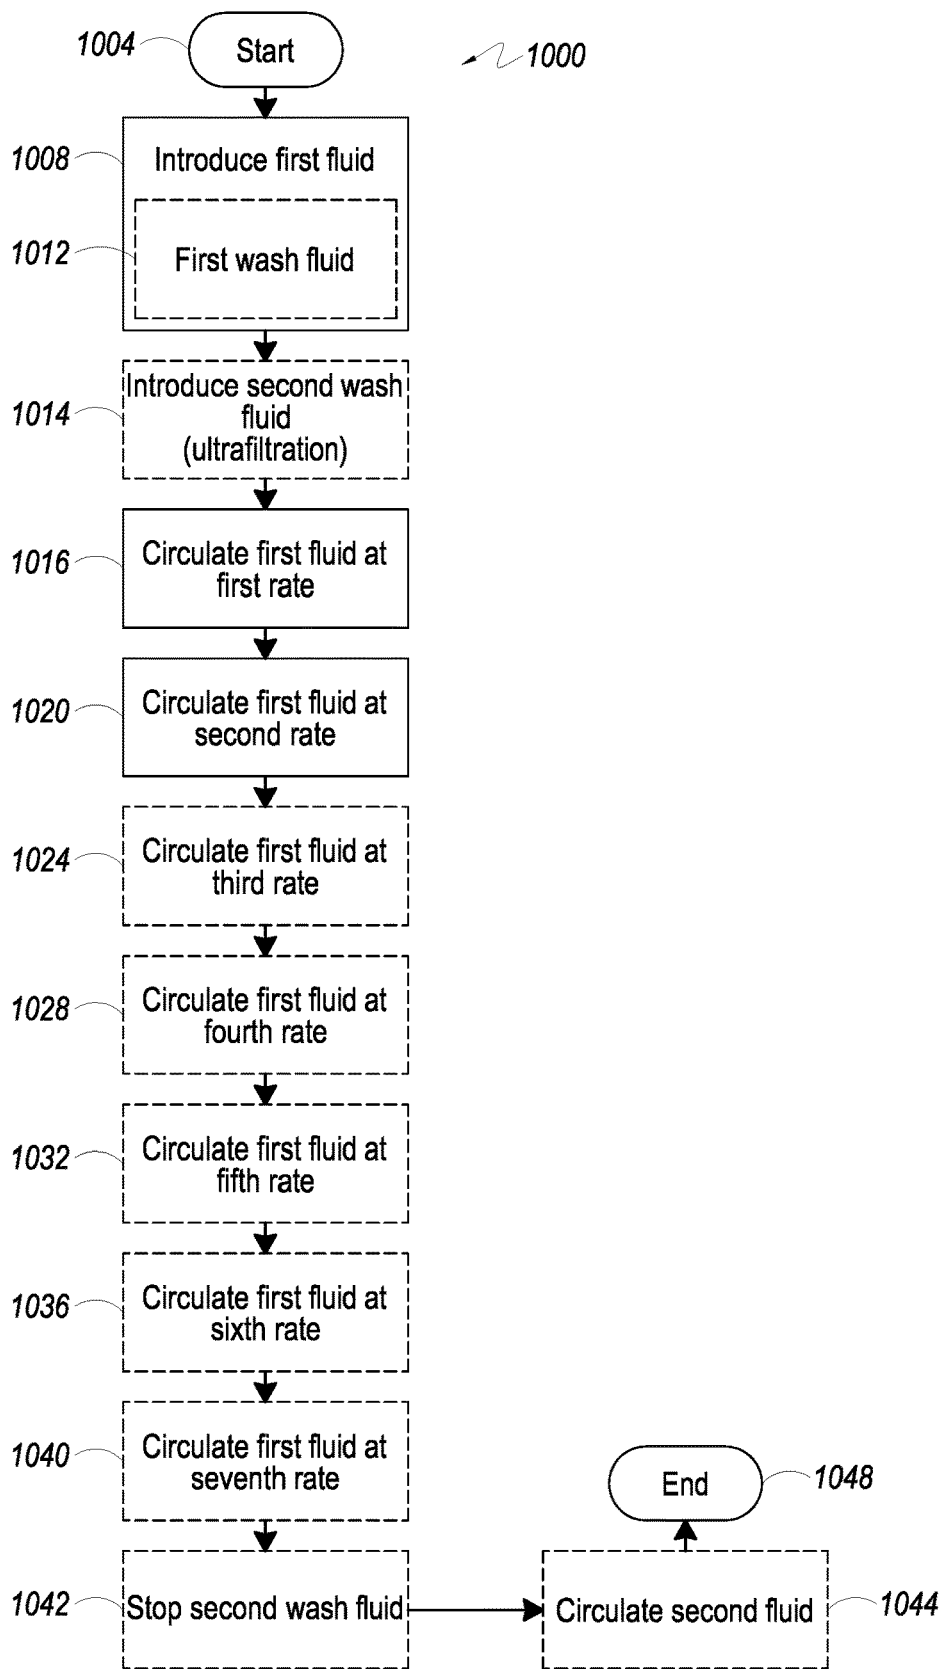 1004
Start
1000
1008
Introduce first fluid
1012
First wash fluid
1014
Introduce second wash
fluid
(ultrafiltration)
1016
Circulate first fluid at
first rate
1020
Circulate first fluid at
second rate
1024
Circulate first fluid at
third rate
1028
Circulate first fluid at
fourth rate
1032
Circulate first fluid at
fifth rate
1036
Circulate first fluid at
sixth rate
1040
Circulate first fluid at
seventh rate
End
1048
1042
Stop second wash fluid
Circulate second fluid
1044